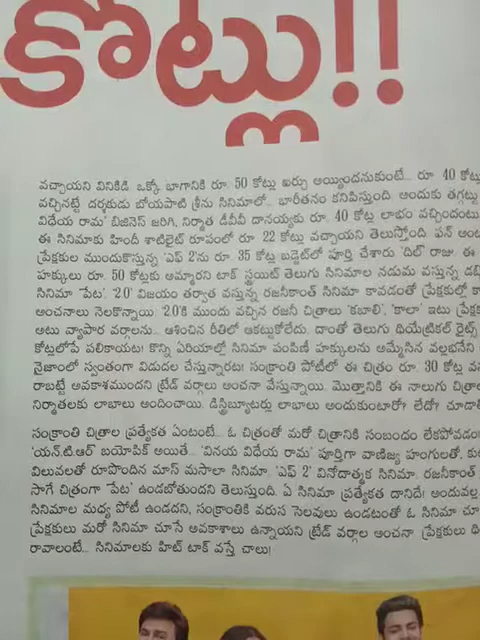 కోట్లు!!
వచ్చాయని వినికిడి. ఒక్కో భాగానికి రూ. 50 కోట్లు ఖర్చు అయ్యిందనుకుంటే... రూ. 40 కోట్లు
వచ్చినట్టే దర్శకుడు బోయపాటి శ్రీను సినిమాలో... భారీతనం కనిపిస్తుంది. అందుకు తగ్గట్టు
విధేయ రామ' బిజినెస్ జరిగి, నిర్మాత డీవీవీ దానయ్యకు రూ. 40 కోట్ల లాభం వచ్చిందంటు
ఈ సినిమాకు హిందీ శాటిలైట్ రూపంలో రూ 22 కోట్లు వచ్చాయని తెలుస్తోంది. ఫన్
ప్రేక్షకుల ముందుకొస్తున్న 'ఎఫ్ 2'ను రూ. 35 కోట్ల బడ్జెట్‌లో పూర్తి చేశారు 'దిల్' రాజు. ఈ
హక్కులు రూ. 50 కోట్లకు అమ్మారని టాక్. స్ట్రయిట్ తెలుగు సినిమాల నడుమ వస్తున్న
సినిమా 'పేట'. '2.0' విజయం తర్వాత వస్తున్న రజనీకాంత్ సినిమా కావడంతో ప్రేక్షకుల్లో
అంచనాలు నెలకొన్నాయి. '2.0'కి ముందు వచ్చిన రజనీ చిత్రాలు 'కబాలి', 'కాలా' ఇటు ప్రేక్షక
అటు వ్యాపార వర్గాలను... ఆశించిన రీతిలో ఆకట్టుకోలేదు. దాంతో తెలుగు థియేట్రికల్ రైట్స్
కోట్లలోపే పలికాయట! కొన్ని ఏరియాల్లో సినిమా పంపిణీ హక్కులను అమ్మేసిన వల్లభనేని
నైజాంలో స్వంతంగా విడుదల చేస్తున్నారట! సంక్రాంతి పోటీలో ఈ చిత్రం రూ. 30 కోట్ల
రాబట్టే అవకాశముందని ట్రేడ్ వర్గాలు అంచనా వేస్తున్నాయి. మొత్తానికి ఈ నాలుగు చిత్రాల
నిర్మాతలకు లాభాలు అందించాయి. డిస్ట్రిబ్యూటర్లు లాభాలు అందుకుంటారో? లేదో? చూడా
సంక్రాంతి చిత్రాల ప్రత్యేకత ఏంటంటే... ఓ చిత్రంతో మరో చిత్రానికి సంబంధం లేకపోవడం
'యన్.టి.ఆర్' బయోపిక్ అయితే... 'వినయ విధేయ రామ' పూర్తిగా వాణిజ్య హంగులతో,
విలువలతో రూపొందిన మాస్ మసాలా సినిమా. 'ఎఫ్ 2' వినోదాత్మక సినిమా. రజనీకాంత్
సాగే చిత్రంగా 'పేట' ఉండబోతుందని తెలుస్తుంది. ఏ సినిమా ప్రత్యేకత దానిదే! అందువల్ల
సినిమాల మధ్య పోటీ ఉండదని, సంక్రాంతికి వరుస సెలవులు ఉండటంతో ఓ సినిమా చూ
ప్రేక్షకులు మరో సినిమా చూసే అవకాశాలు ఉన్నాయని ట్రేడ్ వర్గాల అంచనా. ప్రేక్షకులు
రావాలంటే... సినిమాలకు హిట్ టాక్ వస్తే చాలు!